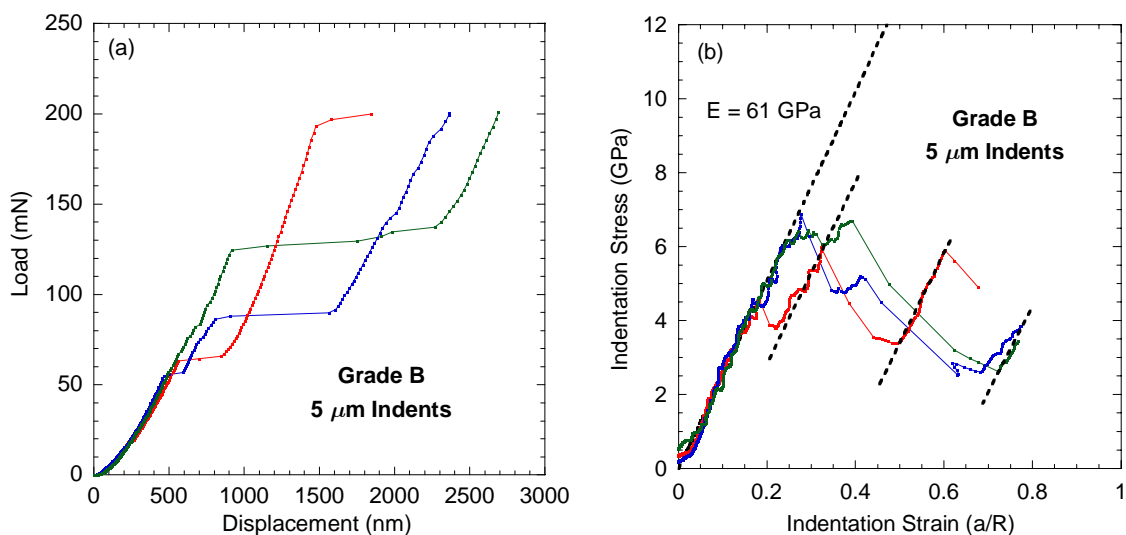 (a)
250
200
150
100
50
0
Load (mN)
Grade B
5 μm Indents
0 500 1000 1500 2000 2500 3000
Displacement (nm)
(b)
12
10
8
6
4
2
0
Indentation Stress (GPa)
E = 61 GPa
Grade B
5 μm Indents
0 0.2 0.4 0.6 0.8 1
Indentation Strain (a/R)